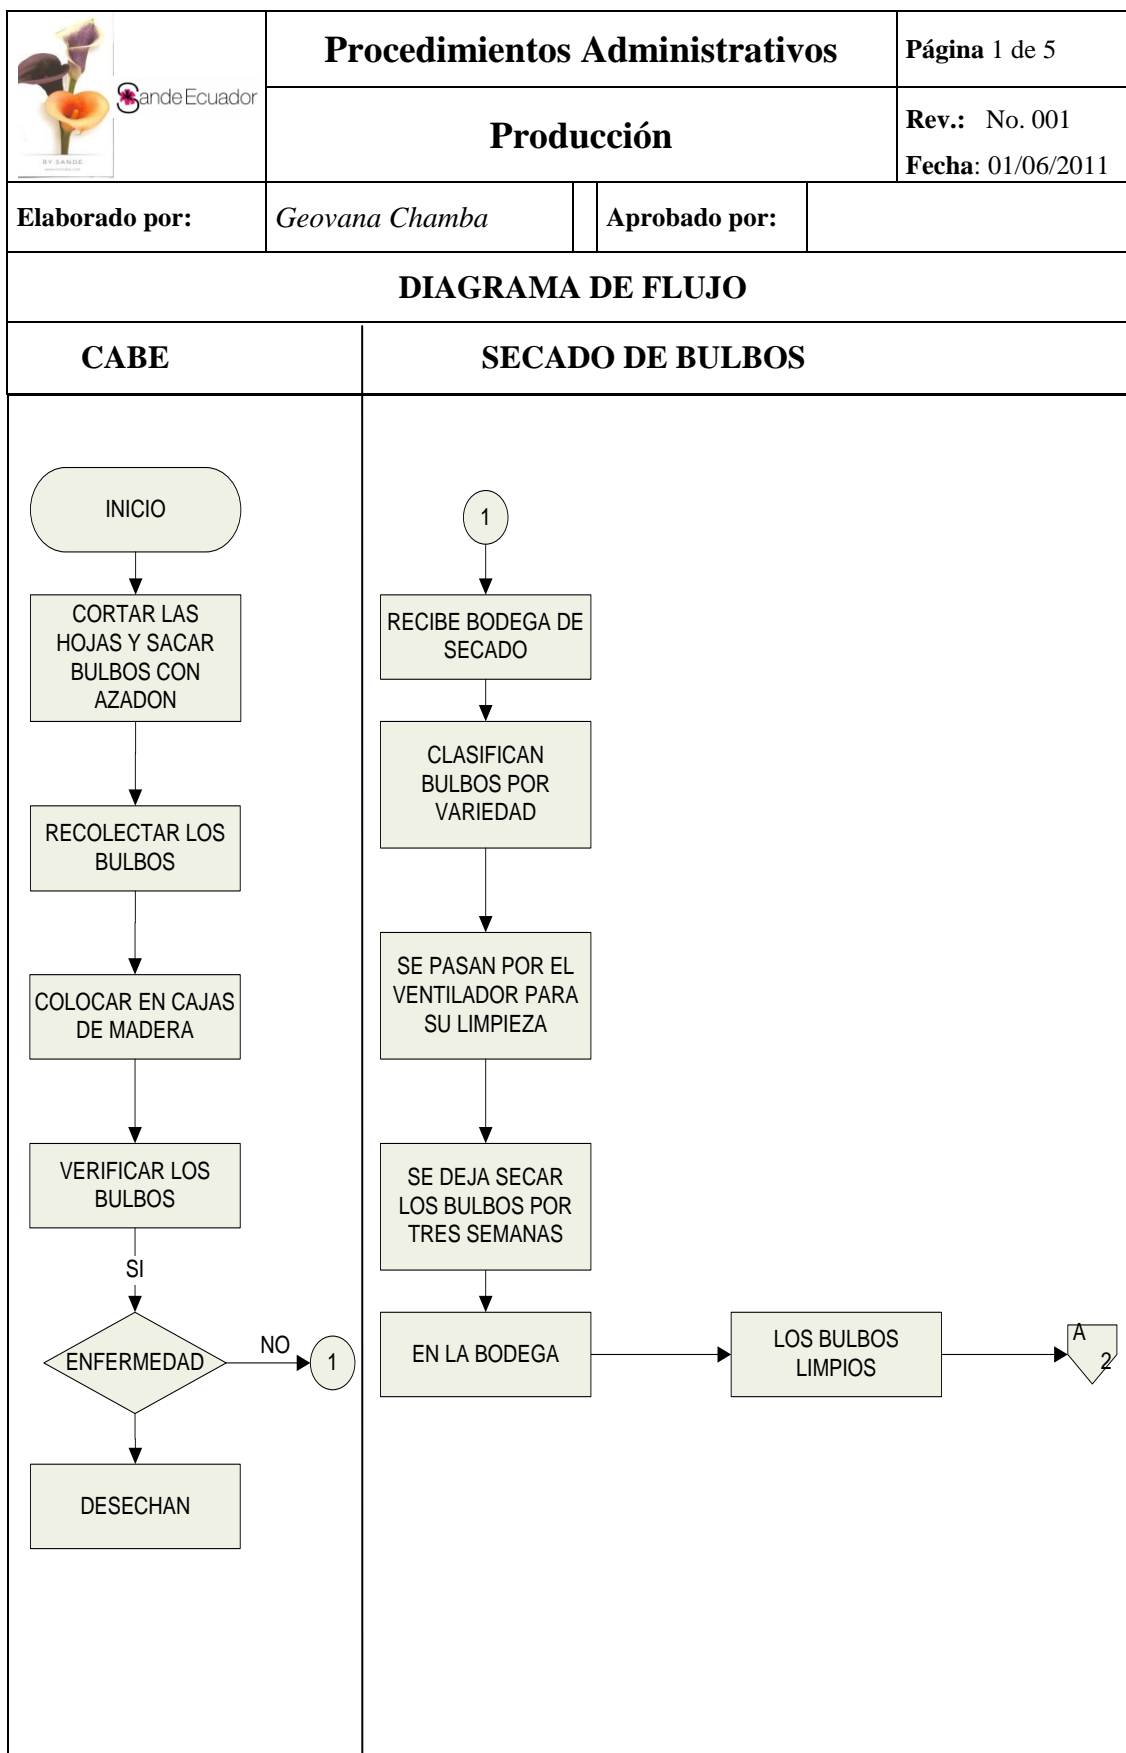 Sande Ecuador
BY SANDE
Procedimientos Administrativos
Página 1 de 5
Producción
Rev.: No. 001
Fecha: 01/06/2011
Elaborado por:
Geovana Chamba
Aprobado por:
DIAGRAMA DE FLUJO
CABE
SECADO DE BULBOS
INICIO
CORTAR LAS
HOJAS Y SACAR
BULBOS CON
AZADON
RECOLECTAR LOS
BULBOS
COLOCAR EN CAJAS
DE MADERA
VERIFICAR LOS
BULBOS
SI
ENFERMEDAD
NO
1
DESECHAN
1
RECIBE BODEGA DE
SECADO
CLASIFICAN
BULBOS POR
VARIEDAD
SE PASAN POR EL
VENTILADOR PARA
SU LIMPIEZA
SE DEJA SECAR
LOS BULBOS POR
TRES SEMANAS
EN LA BODEGA
LOS BULBOS
LIMPIOS
A
2